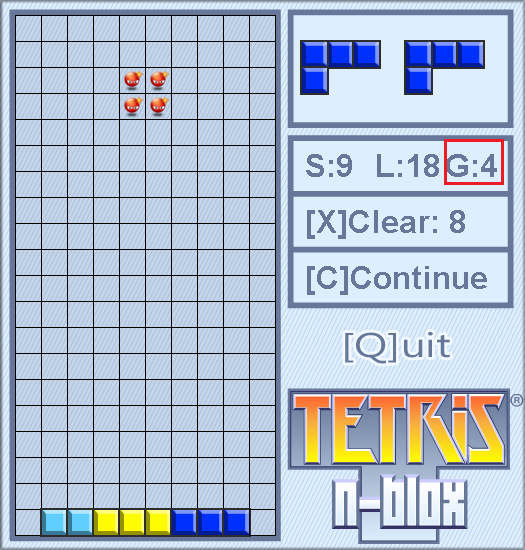 S:9 L:18 G:4
[X]Clear: 8
[C]Continue
[Q]uit
TETRiS®
n-blox